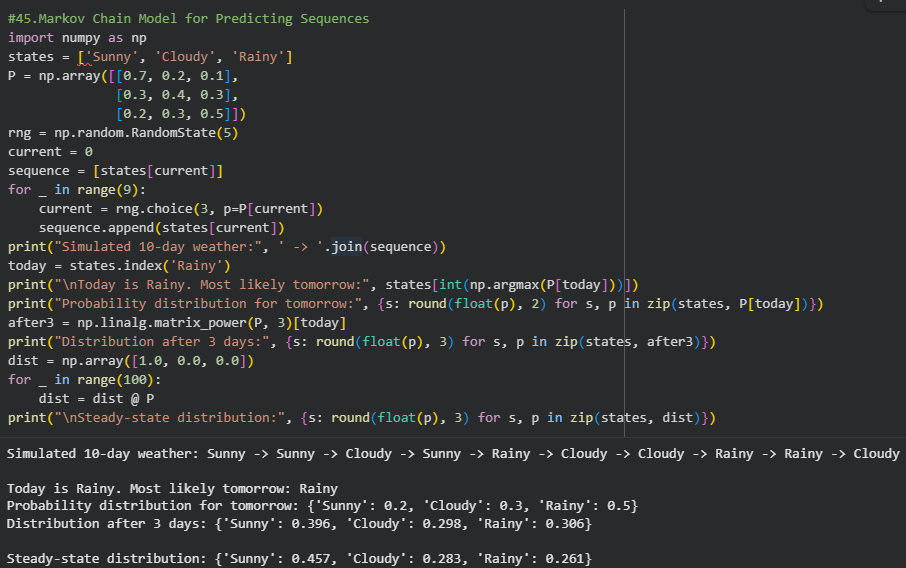 #45.Markov Chain Model for Predicting Sequences
import numpy as np
states = ['Sunny', 'Cloudy', 'Rainy']
P = np.array([[0.7, 0.2, 0.1],
              [0.3, 0.4, 0.3],
              [0.2, 0.3, 0.5]])
rng = np.random.RandomState(5)
current = 0
sequence = [states[current]]
for _ in range(9):
    current = rng.choice(3, p=P[current])
    sequence.append(states[current])
print("Simulated 10-day weather:", ' -> '.join(sequence))
today = states.index('Rainy')
print("\nToday is Rainy. Most likely tomorrow:", states[int(np.argmax(P[today]))])
print("Probability distribution for tomorrow:", {s: round(float(p), 2) for s, p in zip(states, P[today])})
after3 = np.linalg.matrix_power(P, 3)[today]
print("Distribution after 3 days:", {s: round(float(p), 3) for s, p in zip(states, after3)})
dist = np.array([1.0, 0.0, 0.0])
for _ in range(100):
    dist = dist @ P
print("\nSteady-state distribution:", {s: round(float(p), 3) for s, p in zip(states, dist)})
Simulated 10-day weather: Sunny -> Sunny -> Cloudy -> Sunny -> Rainy -> Cloudy -> Cloudy -> Rainy -> Rainy -> Cloudy

Today is Rainy. Most likely tomorrow: Rainy
Probability distribution for tomorrow: {'Sunny': 0.2, 'Cloudy': 0.3, 'Rainy': 0.5}
Distribution after 3 days: {'Sunny': 0.396, 'Cloudy': 0.298, 'Rainy': 0.306}

Steady-state distribution: {'Sunny': 0.457, 'Cloudy': 0.283, 'Rainy': 0.261}